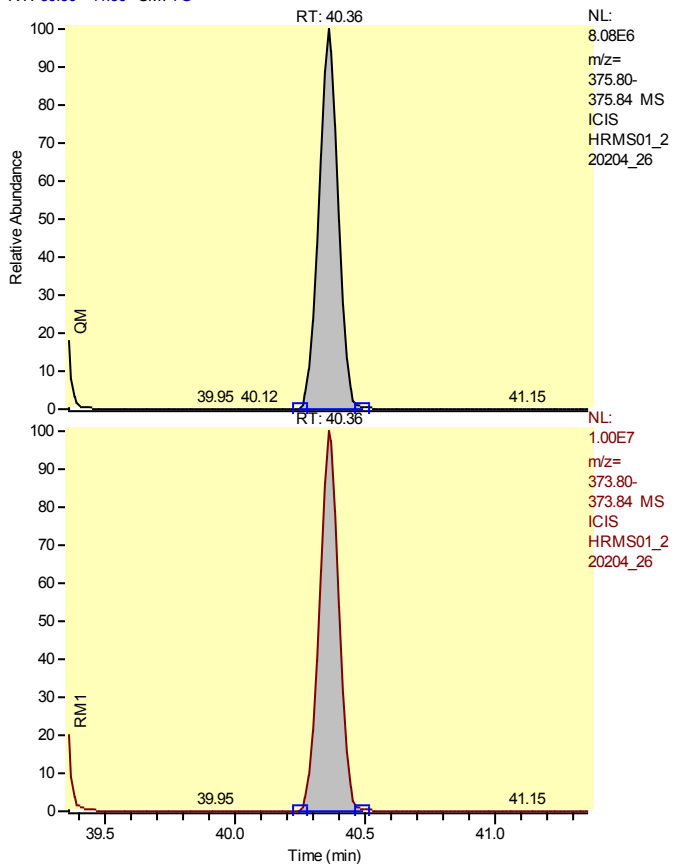 RT: 40.36
NL:
8.08E6
m/z=
375.80-
375.84 MS
ICIS
HRMS01_2
20204_26
100
90
80
70
60
50
40
30
20
10
0
Relative Abundance
QM
39.95 40.12
41.15
RT: 40.36
NL:
1.00E7
m/z=
373.80-
373.84 MS
ICIS
HRMS01_2
20204_26
100
90
80
70
60
50
40
30
20
10
0
RM1
39.95
41.15
39.5 40.0 40.5 41.0
Time (min)